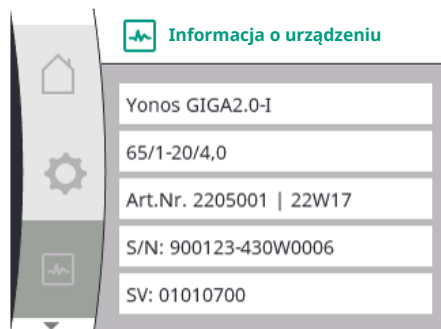 Informacja o urządzeniu
Yonos GIGA2.0-I
65/1-20/4,0
Art.Nr. 2205001 | 22W17
S/N: 900123-430W0006
SV: 01010700